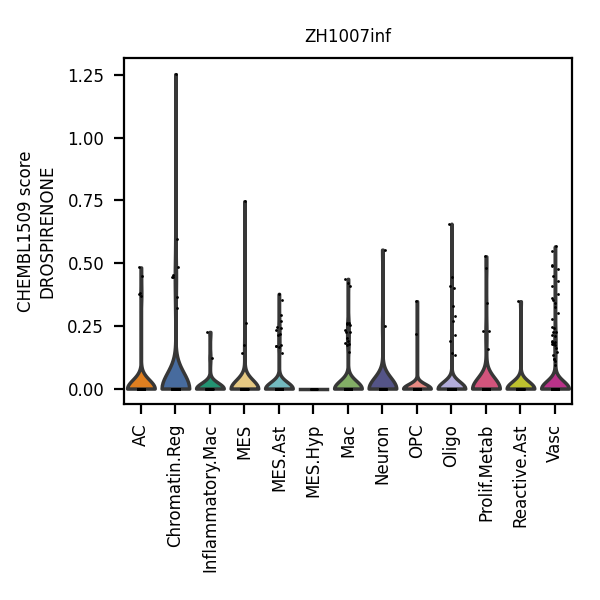 ZH1007inf
CHEMBL1509 score
DROSPIRENONE
1.25
1.00
0.75
0.50
0.25
0.00
AC
Chromatin.Reg
Inflammatory.Mac
MES
MES.Ast
MES.Hyp
Mac
Neuron
OPC
Oligo
Prolif.Metab
Reactive.Ast
Vasc